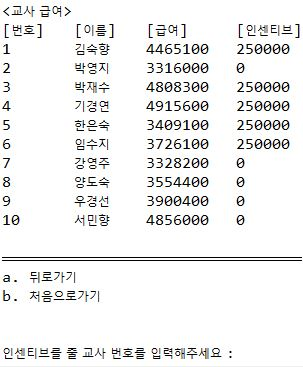 <교사 급여>
[번호] [이름] [급여] [인센티브]
1 김숙향 4465100 250000
2 박영지 3316000 0
3 박재수 4808300 250000
4 기경연 4915600 250000
5 한은숙 3409100 250000
6 임수지 3726100 250000
7 강영주 3328200 0
8 양도숙 3554400 0
9 우경선 3900400 0
10 서민향 4856000 0
a. 뒤로가기
b. 처음으로가기
인센티브를 줄 교사 번호를 입력해주세요 :